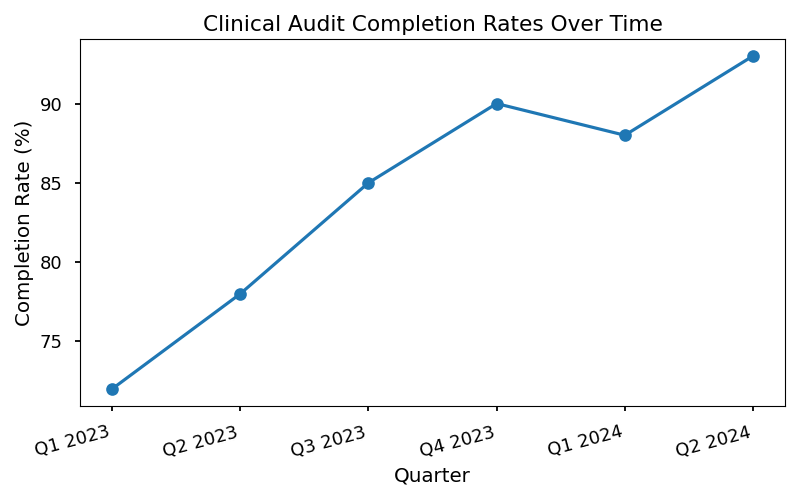 Clinical Audit Completion Rates Over Time
Completion Rate (%)
90
85
80
75
Q1 2023
Q2 2023
Q3 2023
Q4 2023
Q1 2024
Q2 2024
Quarter